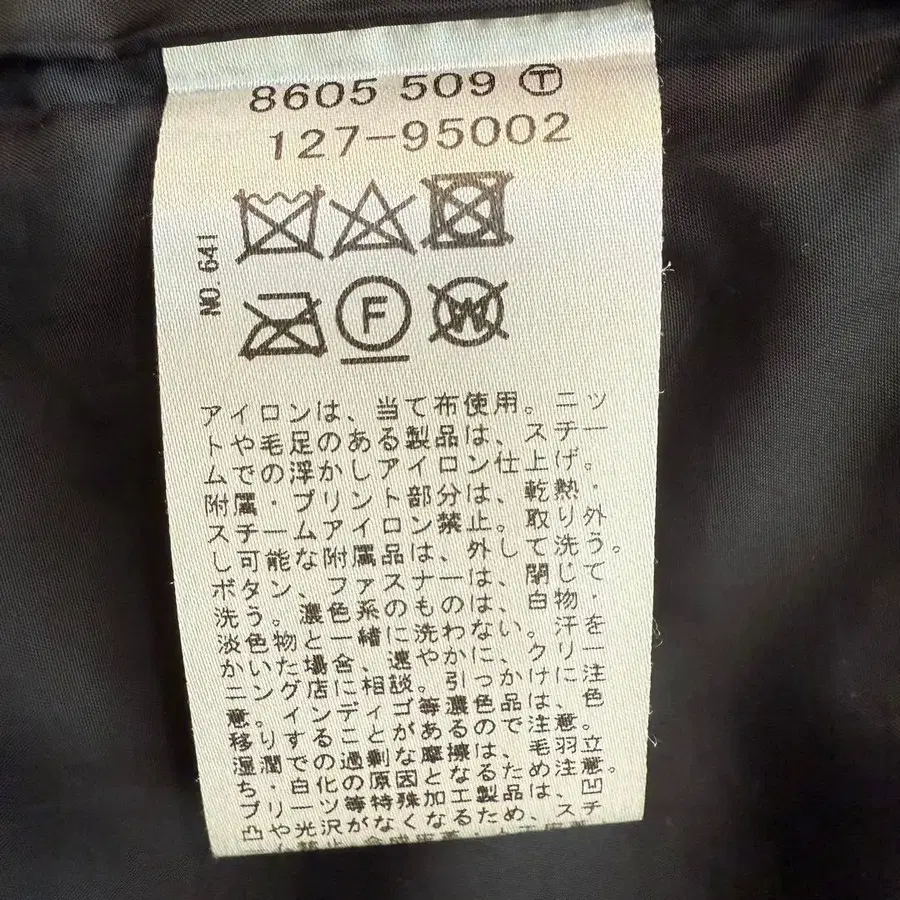 8605 509 Ⓣ
127-95002
NO.641
F
W
アイロンは、当て布使用。ニッ
トや毛足のある製品は、スチー
ムでの浮かしアイロン仕上げ。
附属・プリント部分は、乾熱・
スチームアイロン禁止。取り外
し可能な附属品は、外して洗う。
ボタン、ファスナーは、閉じて
洗う。濃色系のものは、白物・
淡色物と一緒に洗わない。汗を
かいた場合、速やかに、クリー
ニング店に相談。引っかけに注
意。インディゴ等濃色品は、色
移りすることがあるので注意。
湿潤での過剰な摩擦は、毛羽立
ち・白化の原因となるため注意。
プリーツ等特殊加工製品は、凹
凸や光沢がなくなるため、スチ